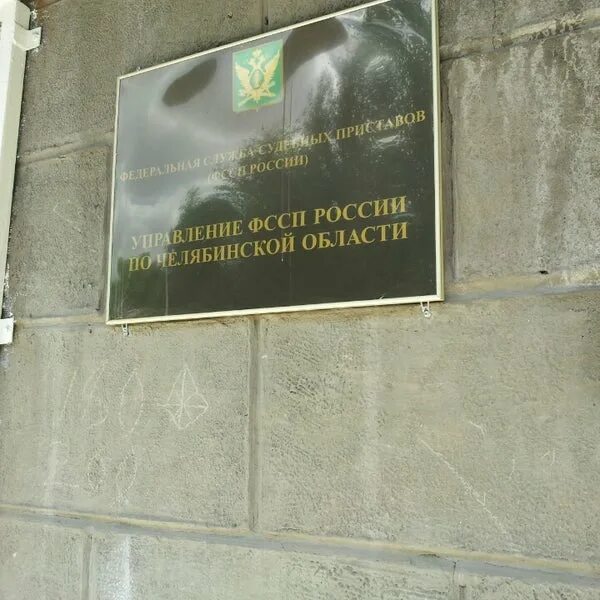 ФЕДЕРАЛЬНАЯ СЛУЖБА СУДЕБНЫХ ПРИСТАВОВ
(ФССП РОССИИ)
УПРАВЛЕНИЕ ФССП РОССИИ
ПО ЧЕЛЯБИНСКОЙ ОБЛАСТИ